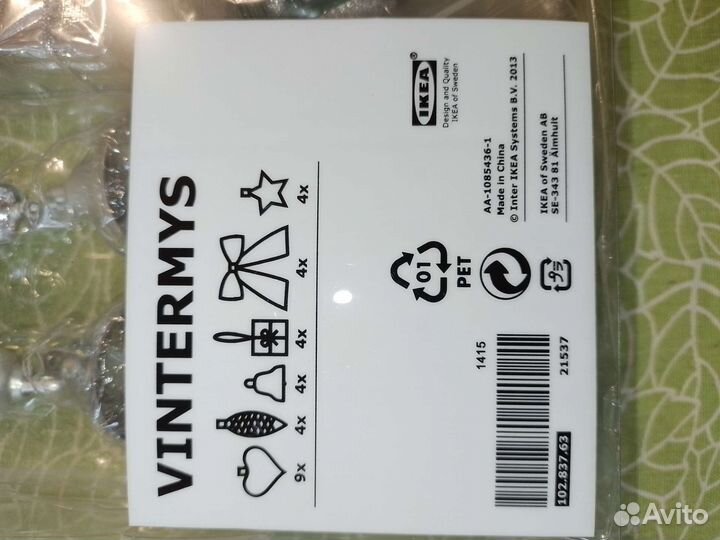 VINTERMYS
9x 4x 4x 4x 4x 4x
IKEA®
Design and Quality
IKEA of Sweden
01
PET
プラ
AA-1085436-1
Made in China
© Inter IKEA Systems B.V. 2013
IKEA of Sweden AB
SE-343 81 Älmhult
1415
21537
102.837.63
Avito